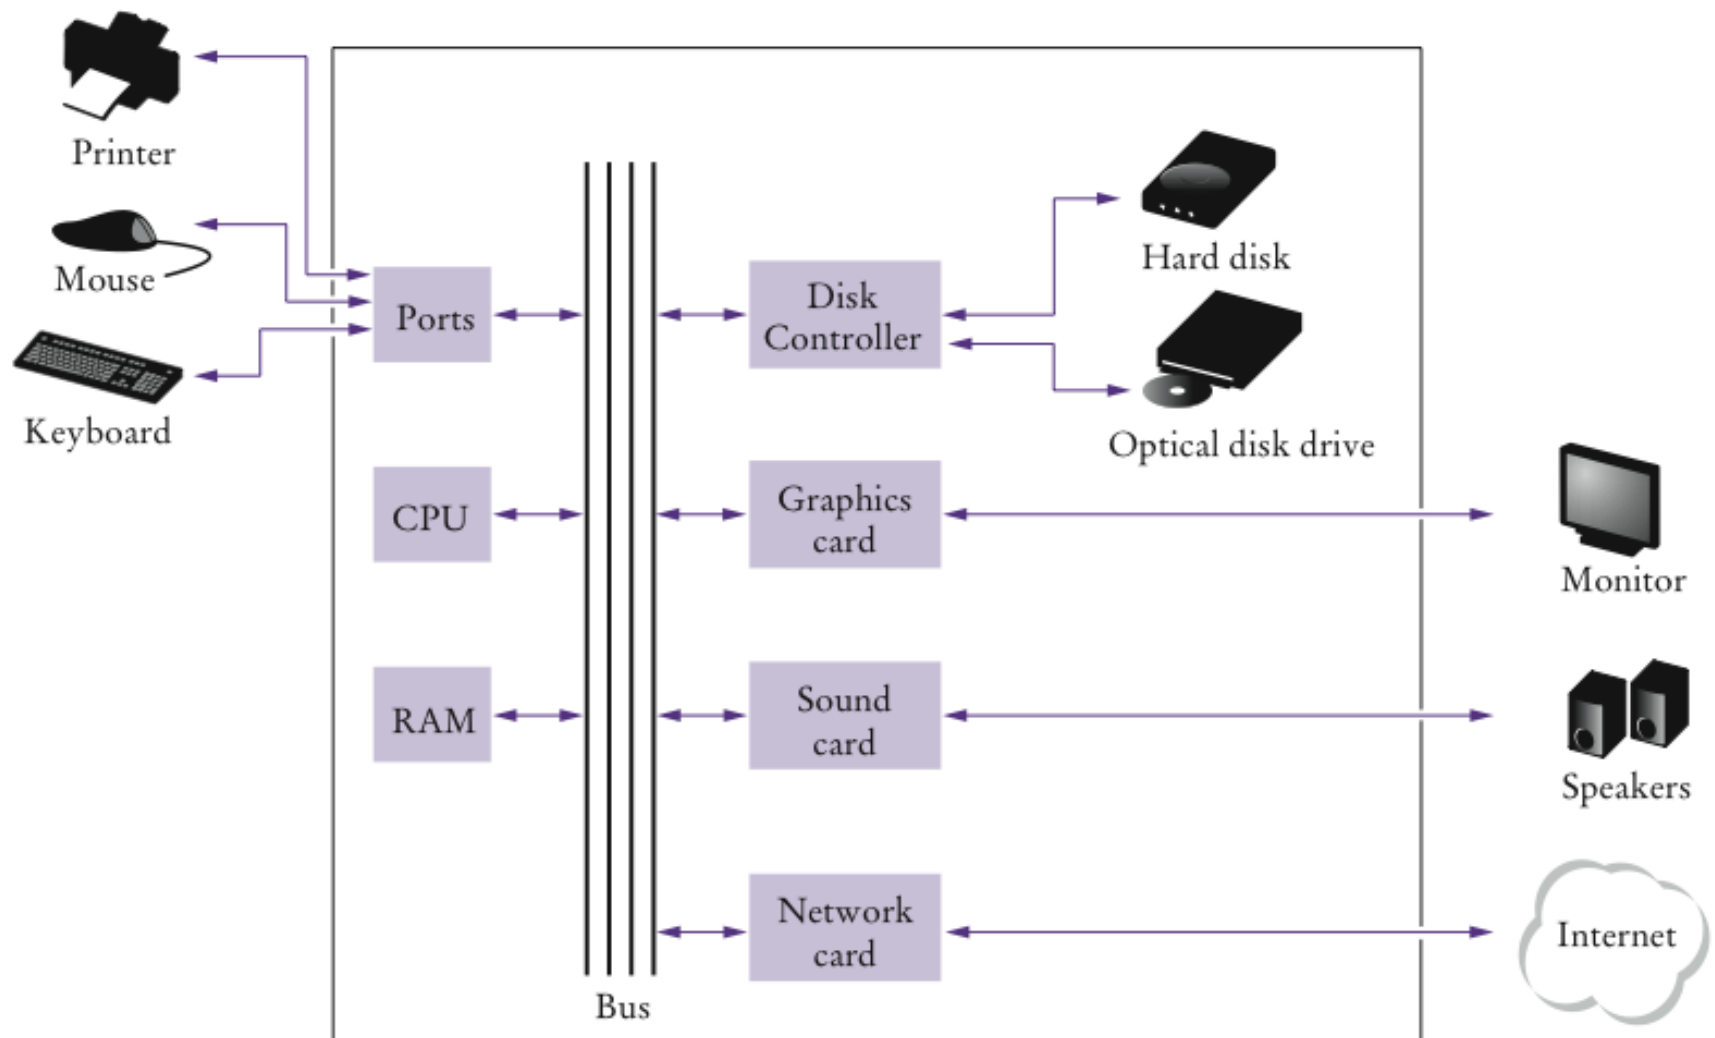 Printer
Mouse
Keyboard
Ports
CPU
RAM
Bus
Disk
Controller
Graphics
card
Sound
card
Network
card
Hard disk
Optical disk drive
Monitor
Speakers
Internet